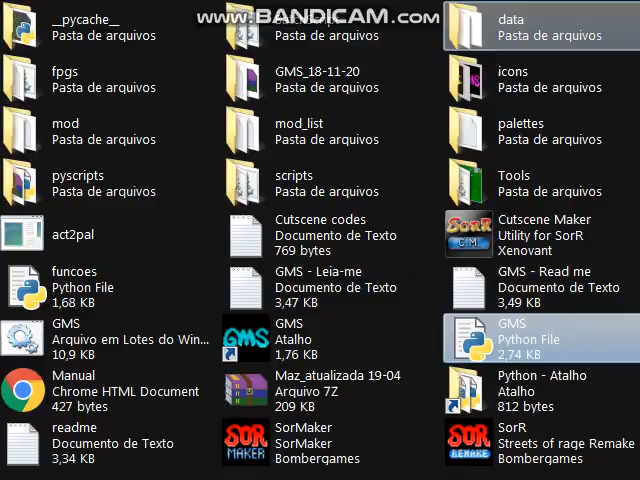 www.BANDICAM.com
__pycache__
Pasta de arquivos
Pasta de arquivos
data
Pasta de arquivos
fpgs
Pasta de arquivos
GMS_18-11-20
Pasta de arquivos
icons
Pasta de arquivos
mod
Pasta de arquivos
mod_list
Pasta de arquivos
palettes
Pasta de arquivos
pyscripts
Pasta de arquivos
scripts
Pasta de arquivos
Tools
Pasta de arquivos
act2pal
Cutscene codes
Documento de Texto
769 bytes
SorR
C.M.
Cutscene Maker
Utility for SorR
Xenovant
funcoes
Python File
1,68 KB
GMS - Leia-me
Documento de Texto
3,47 KB
GMS - Read me
Documento de Texto
3,49 KB
GMS
Arquivo em Lotes do Win...
10,9 KB
GMS
GMS
Atalho
1,76 KB
GMS
Python File
2,74 KB
Manual
Chrome HTML Document
427 bytes
Maz_atualizada 19-04
Arquivo 7Z
209 KB
Python - Atalho
Atalho
812 bytes
readme
Documento de Texto
3,34 KB
SOR
MAKER
SorMaker
SorMaker
Bombergames
SOR
REMAKE
SorR
Streets of rage Remake
Bombergames